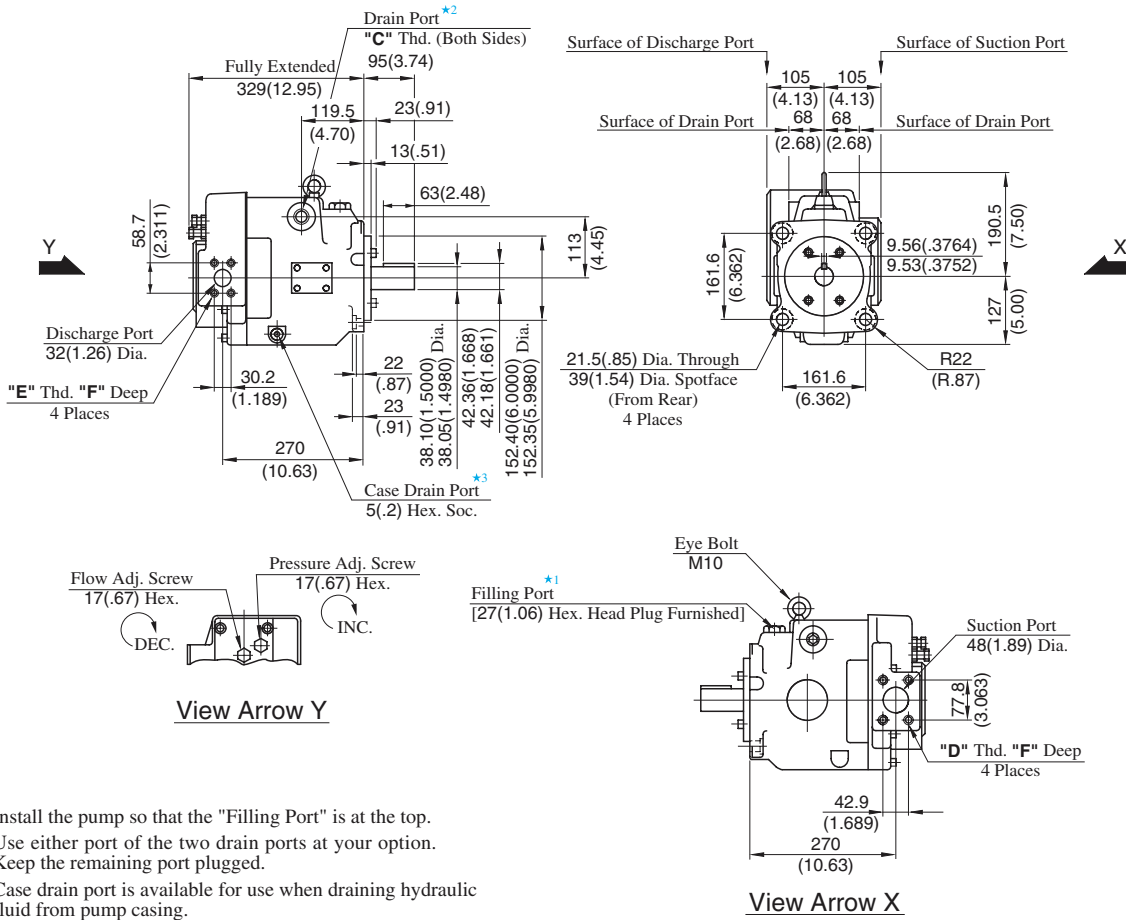 Drain Port ★2
"C" Thd. (Both Sides)
95(3.74)
Fully Extended
329(12.95)
119.5
(4.70)
23(.91)
13(.51)
63(2.48)
58.7
(2.311)
113
(4.45)
Y
Discharge Port
32(1.26) Dia.
"E" Thd. "F" Deep
4 Places
30.2
(1.189)
22
(.87)
23
(.91)
270
(10.63)
38.10(1.5000) Dia.
38.05(1.4980)
42.36(1.668)
42.18(1.661)
152.40(6.0000) Dia.
152.35(5.9980)
Case Drain Port ★3
5(.2) Hex. Soc.
Surface of Discharge Port
Surface of Suction Port
105
(4.13)
105
(4.13)
68
(2.68)
68
(2.68)
Surface of Drain Port
Surface of Drain Port
161.6
(6.362)
9.56(.3764)
9.53(.3752)
190.5
(7.50)
127
(5.00)
X
21.5(.85) Dia. Through
39(1.54) Dia. Spotface
(From Rear)
4 Places
161.6
(6.362)
R22
(R.87)
Flow Adj. Screw
17(.67) Hex.
Pressure Adj. Screw
17(.67) Hex.
DEC.
INC.
View Arrow Y
Eye Bolt
M10
Filling Port ★1
[27(1.06) Hex. Head Plug Furnished]
Suction Port
48(1.89) Dia.
77.8
(3.063)
"D" Thd. "F" Deep
4 Places
42.9
(1.689)
270
(10.63)
View Arrow X
nstall the pump so that the "Filling Port" is at the top.
Use either port of the two drain ports at your option.
Keep the remaining port plugged.
Case drain port is available for use when draining hydraulic
fluid from pump casing.